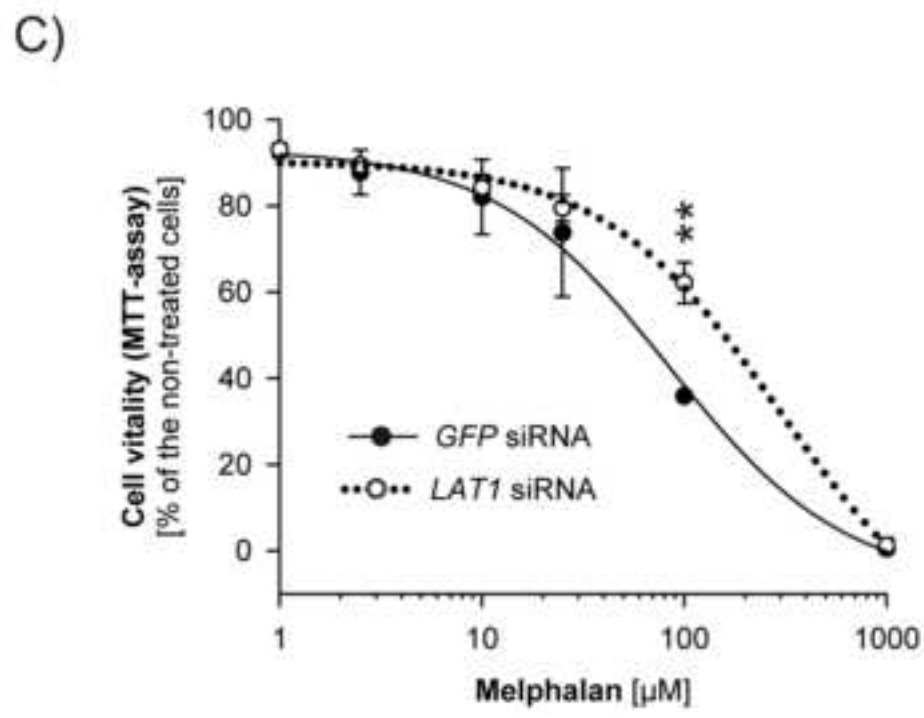 C)
Cell vitality (MTT-assay)
[% of the non-treated cells]
100
80
60
40
20
0
**
GFP siRNA
LAT1 siRNA
1
10
100
1000
Melphalan [µM]